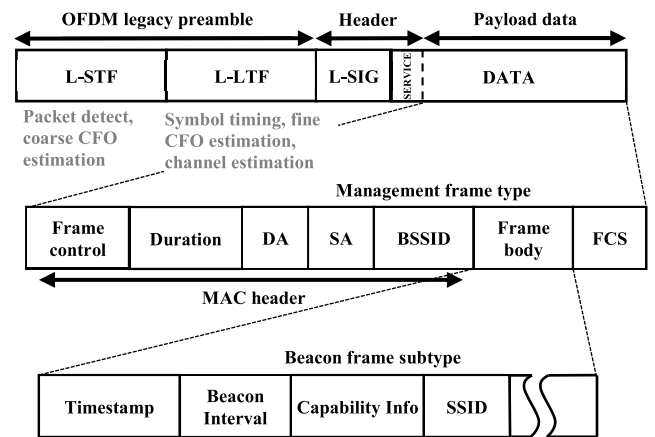 OFDM legacy preamble Header Payload data
L-STF L-LTF L-SIG SERVICE DATA
Packet detect,
coarse CFO
estimation
Symbol timing, fine
CFO estimation,
channel estimation
Management frame type
Frame
control
Duration
DA
SA
BSSID
Frame
body
FCS
MAC header
Beacon frame subtype
Timestamp
Beacon
Interval
Capability Info
SSID